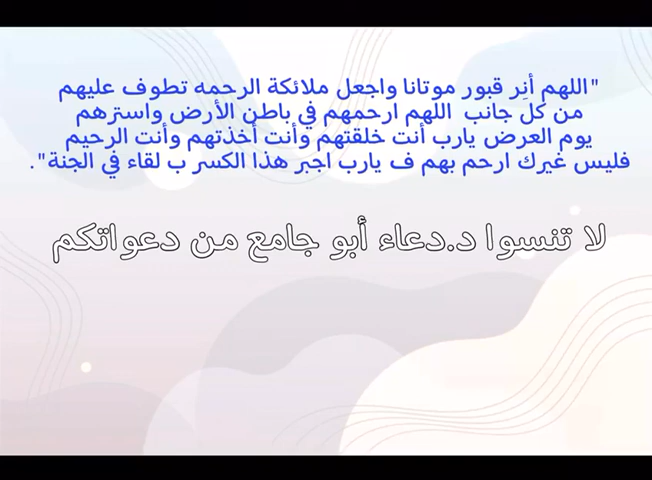 "اللهم أنِر قبور موتانا واجعل ملائكة الرحمه تطوف عليهم
من كل جانب اللهم ارحمهم في باطن الأرض واسترهم
يوم العرض يارب أنت خلقتهم وأنت أخذتهم وأنت الرحيم
فليس غيرك ارحم بهم ف يارب اجبر هذا الكسر ب لقاء في الجنة".
لا تنسوا د.دعاء أبو جامع من دعواتكم